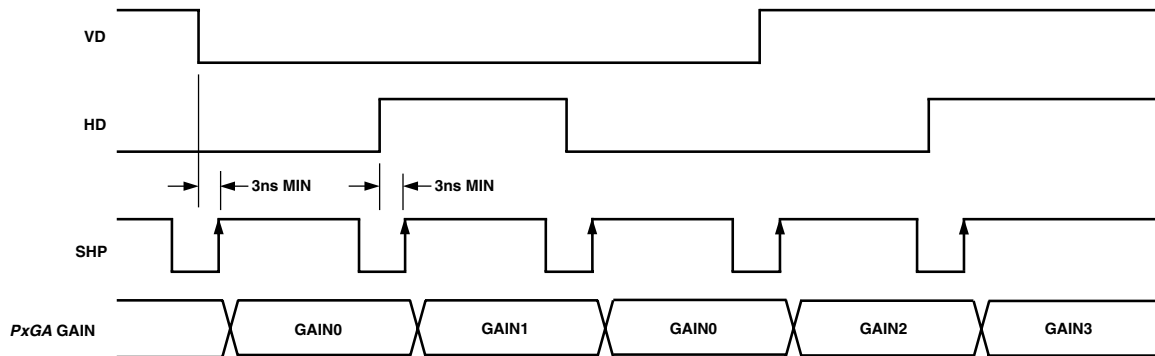 VD
HD
3ns MIN 3ns MIN
SHP
PxGA GAIN GAIN0 GAIN1 GAIN0 GAIN2 GAIN3